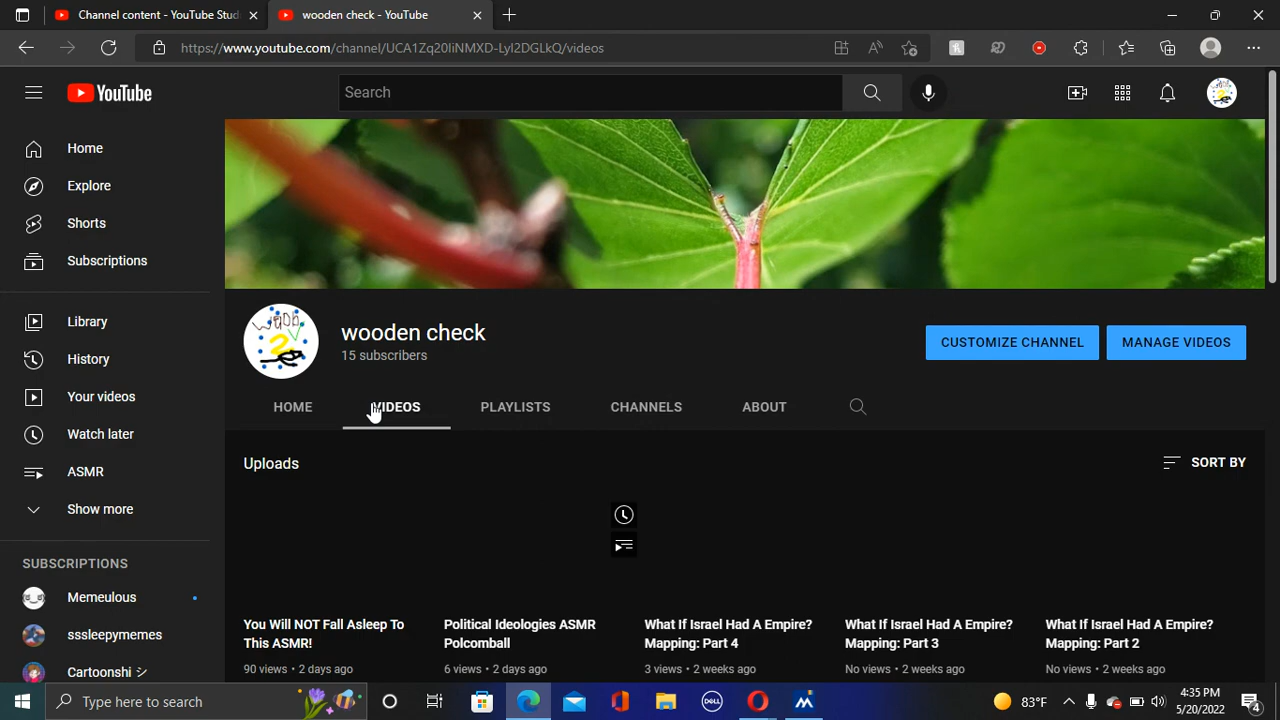 Channel content - YouTube Stud
wooden check - YouTube
https://www.youtube.com/channel/UCA1Zq20IiNMXD-LyI2DGLkQ/videos
YouTube
Search
Home
Explore
Shorts
Subscriptions
Library
History
Your videos
Watch later
ASMR
Show more
SUBSCRIPTIONS
Memeulous
sssleepymemes
Cartoonshi シ
wooden check
15 subscribers
CUSTOMIZE CHANNEL
MANAGE VIDEOS
HOME
VIDEOS
PLAYLISTS
CHANNELS
ABOUT
Uploads
SORT BY
You Will NOT Fall Asleep To
This ASMR!
90 views • 2 days ago
Political Ideologies ASMR
Polcomball
6 views • 2 days ago
What If Israel Had A Empire?
Mapping: Part 4
3 views • 2 weeks ago
What If Israel Had A Empire?
Mapping: Part 3
No views • 2 weeks ago
What If Israel Had A Empire?
Mapping: Part 2
No views • 2 weeks ago
Type here to search
DELL
83°F
4:35 PM
5/20/2022
4